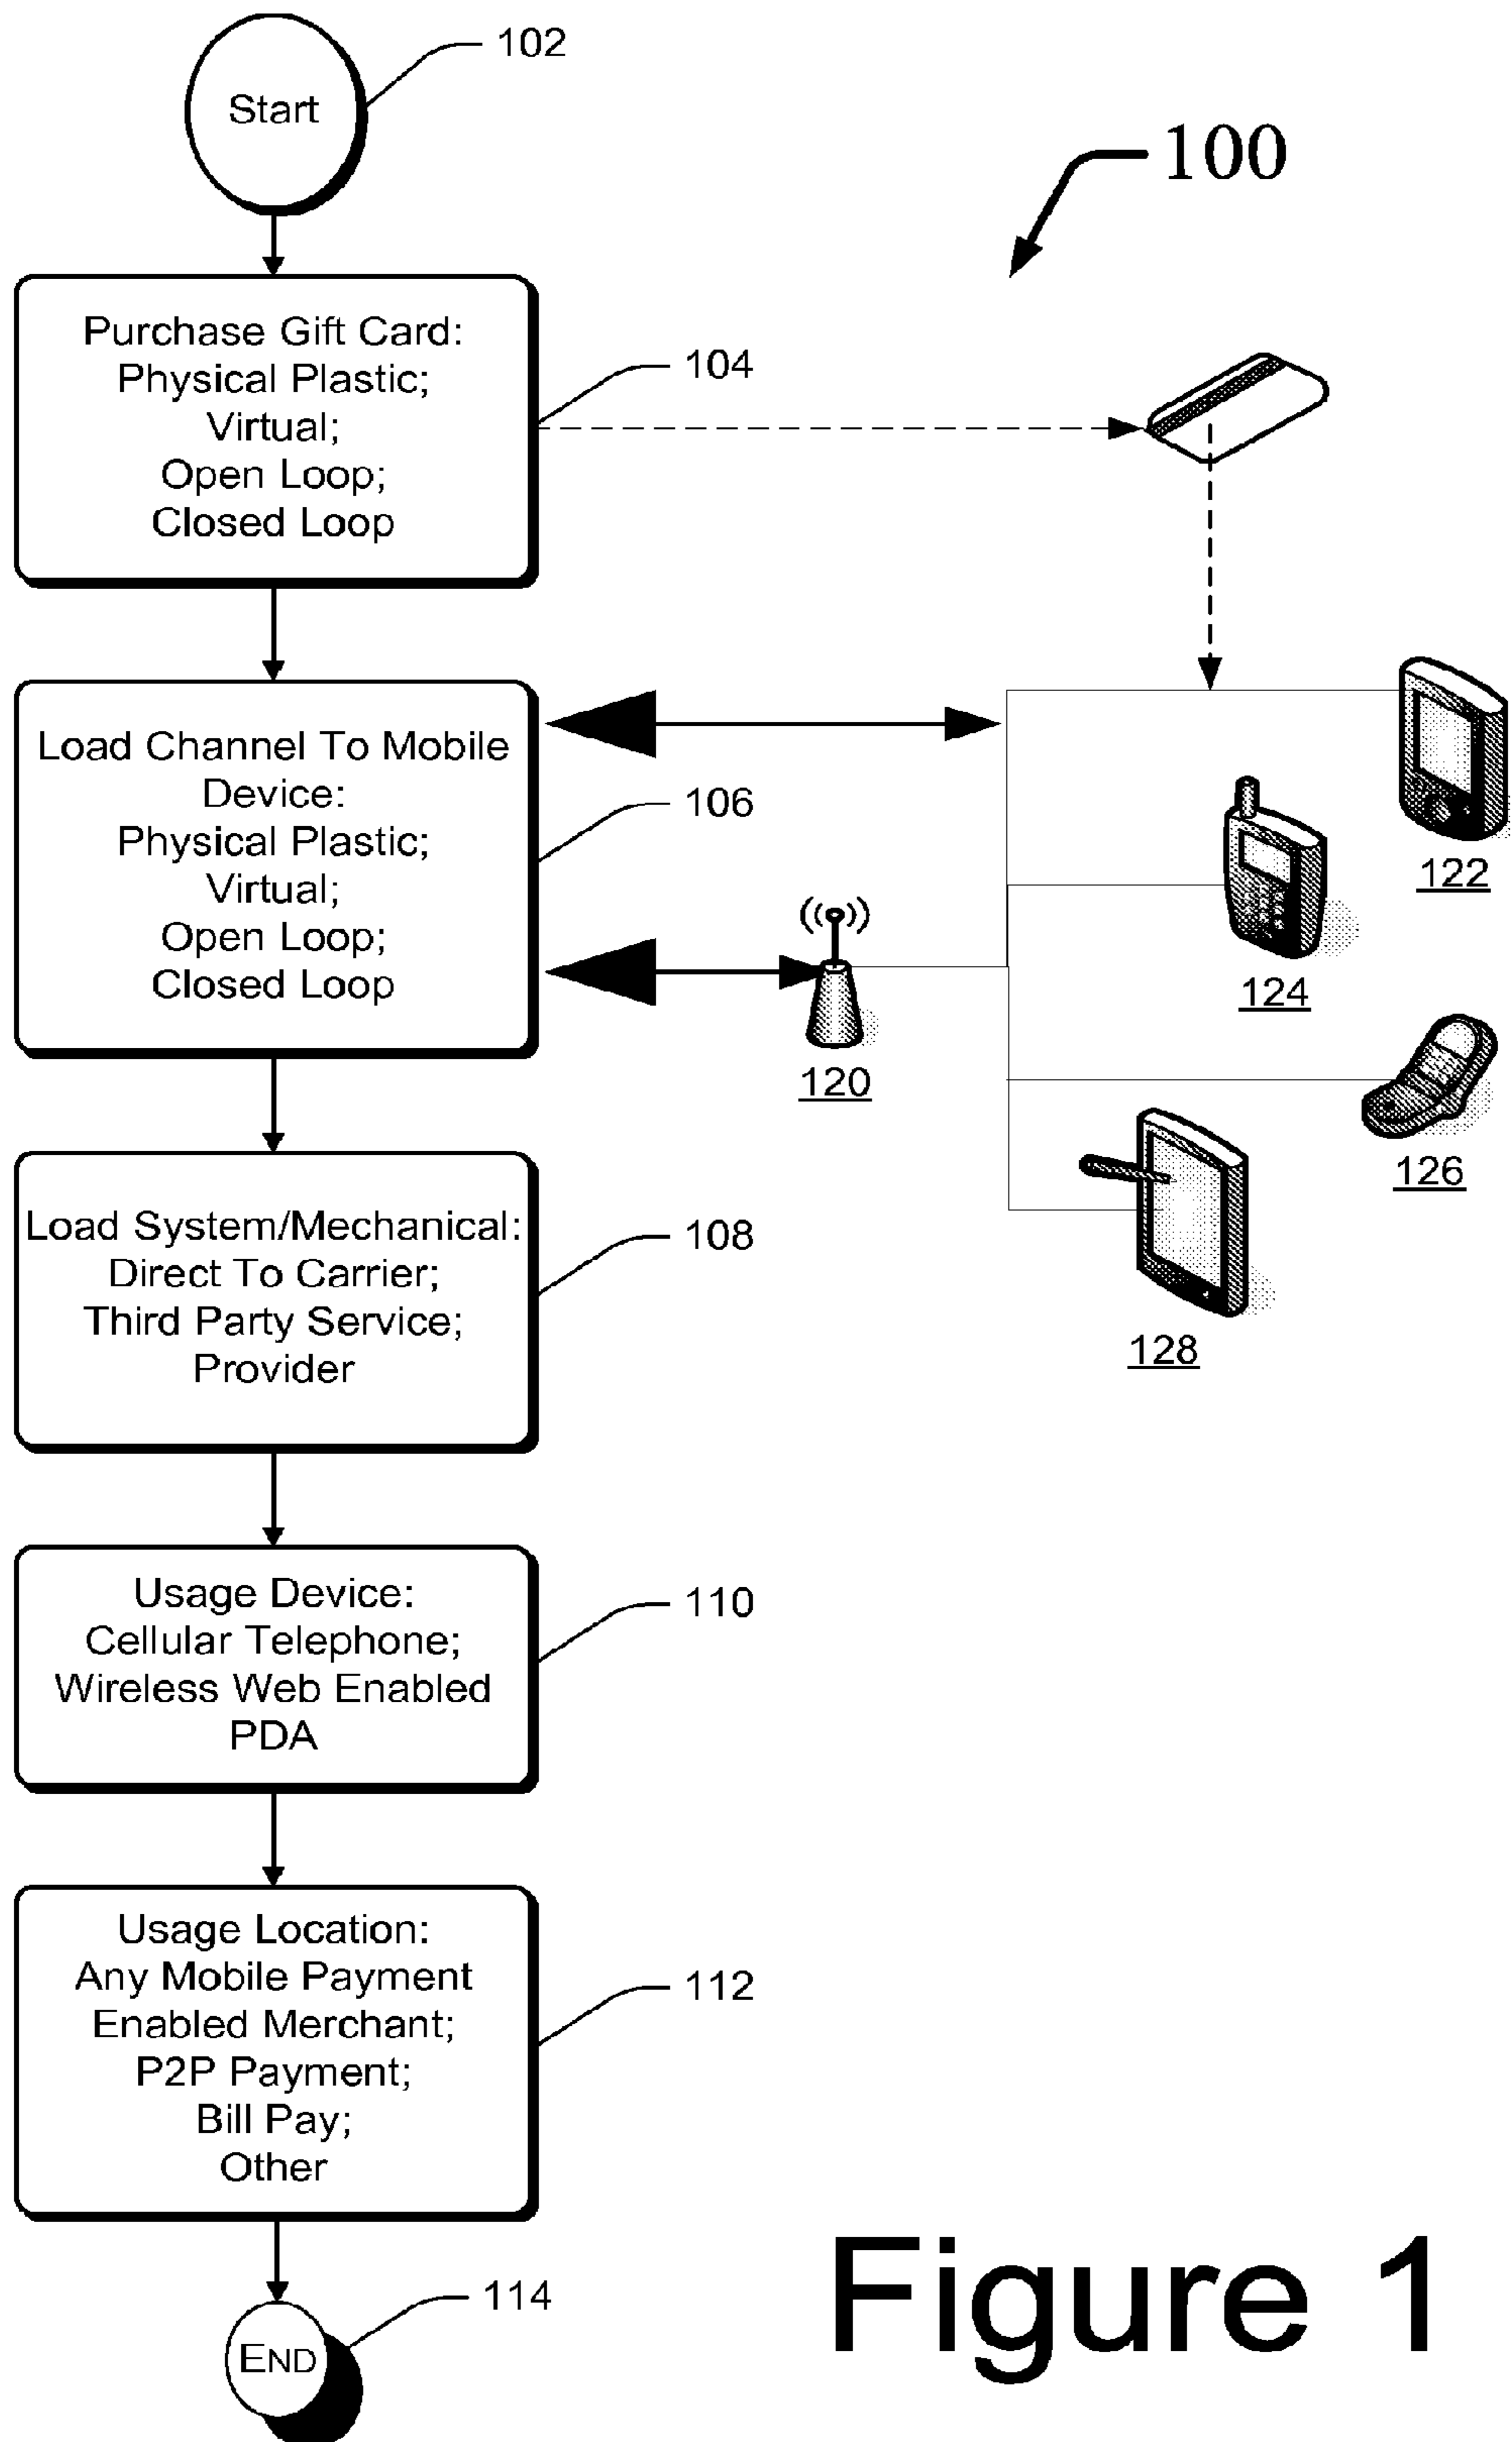 102
Start
100
Purchase Gift Card:
Physical Plastic;
Virtual;
Open Loop;
Closed Loop
104
Load Channel To Mobile
Device:
Physical Plastic;
Virtual;
Open Loop;
Closed Loop
106
122
124
120
126
Load System/Mechanical:
Direct To Carrier;
Third Party Service;
Provider
108
128
Usage Device:
Cellular Telephone;
Wireless Web Enabled
PDA
110
Usage Location:
Any Mobile Payment
Enabled Merchant;
P2P Payment;
Bill Pay;
Other
112
114
END
Figure 1